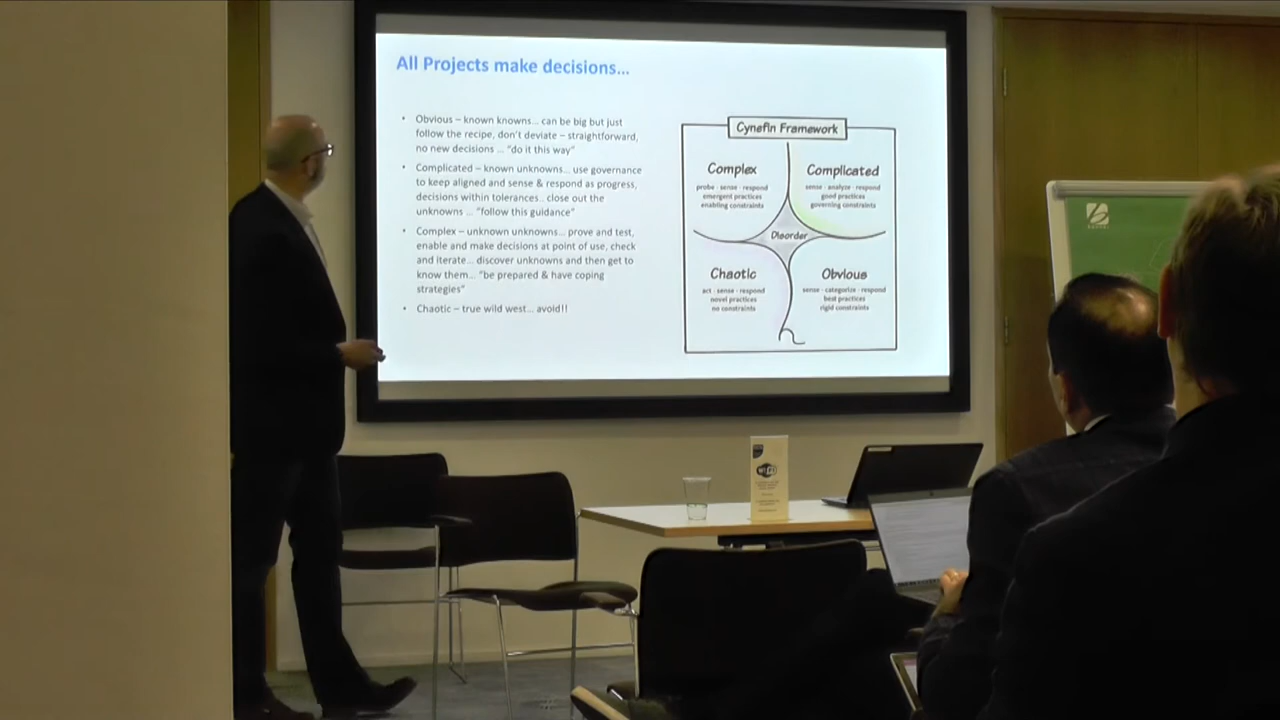 All Projects make decisions...
• Obvious – known knowns... can be big but just
follow the recipe, don't deviate – straightforward,
no new decisions ... "do it this way"
• Complicated – known unknowns... use governance
to keep aligned and sense & respond as progress,
decisions within tolerances.. close out the
unknowns ... "follow this guidance"
• Complex – unknown unknowns... prove and test,
enable and make decisions at point of use, check
and iterate... discover unknowns and then get to
know them... "be prepared & have coping
strategies"
• Chaotic – true wild west... avoid!!
Cynefin Framework
Complex
probe - sense - respond
emergent practices
enabling constraints
Complicated
sense - analyze - respond
good practices
governing constraints
Disorder
Chaotic
act - sense - respond
novel practices
no constraints
Obvious
sense - categorize - respond
best practices
rigid constraints